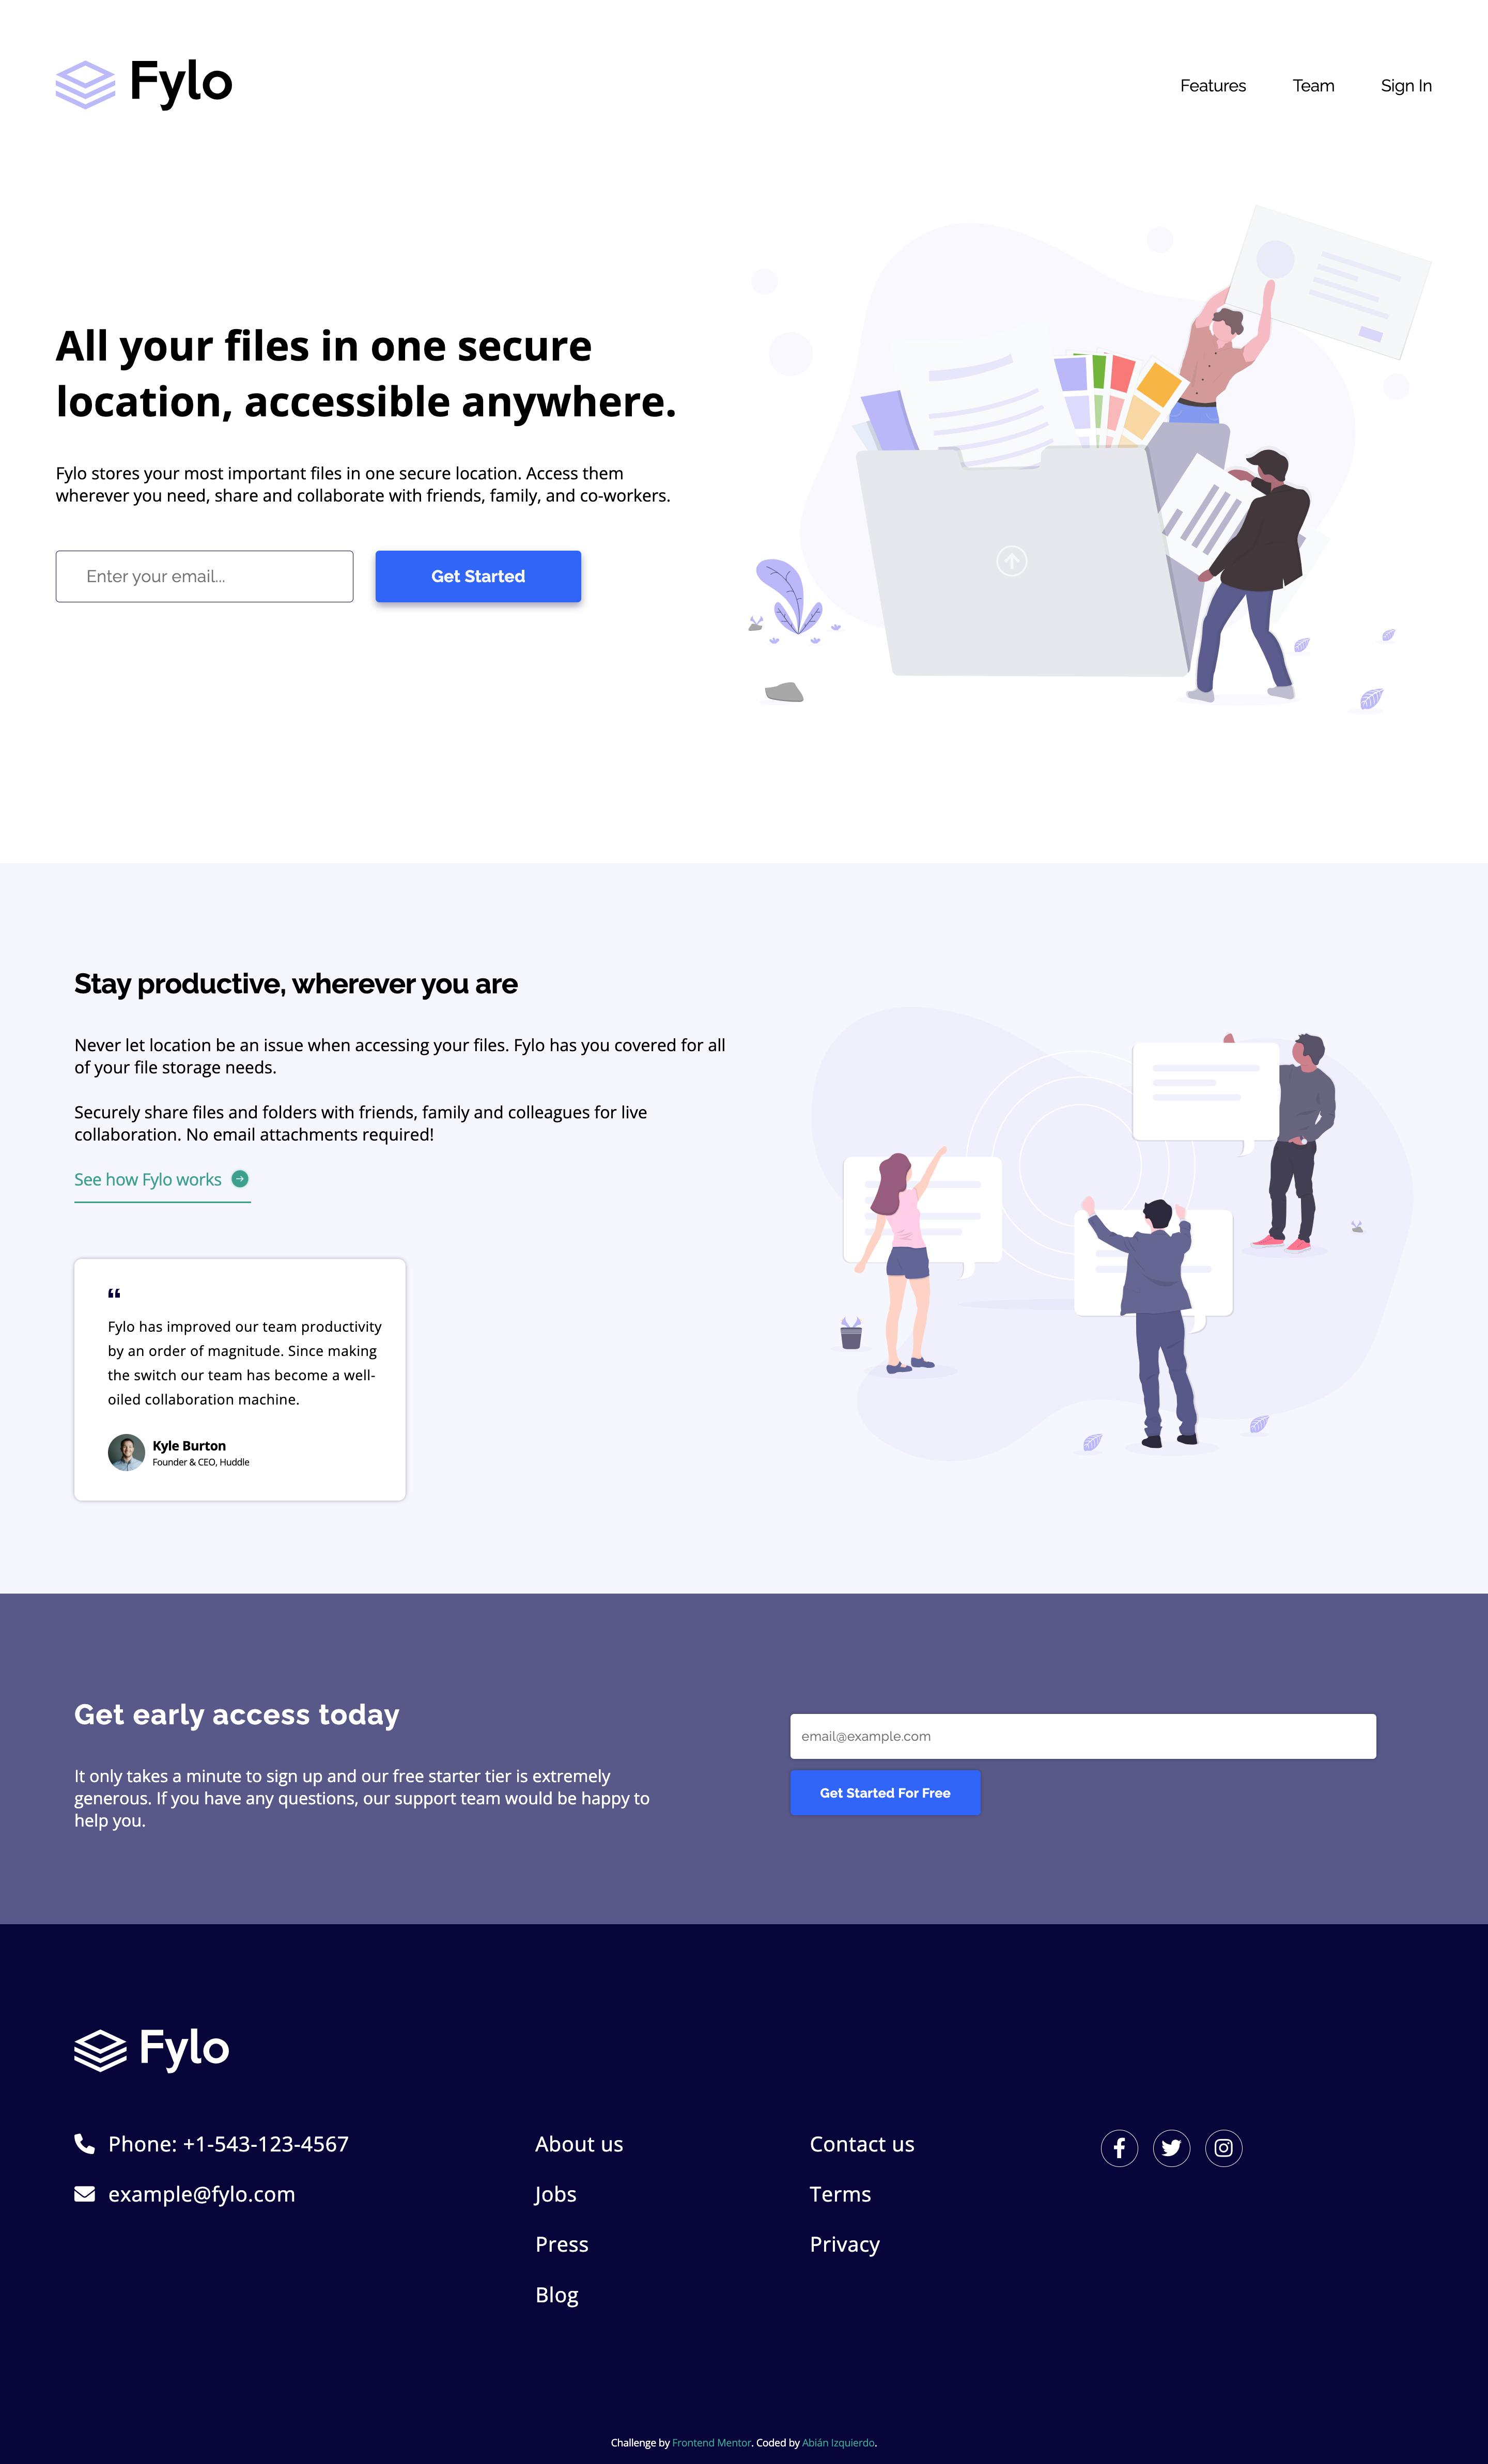 Fylo
Features
Team
Sign In
All your files in one secure
location, accessible anywhere.
Fylo stores your most important files in one secure location. Access them
wherever you need, share and collaborate with friends, family, and co-workers.
Enter your email...
Get Started
Stay productive, wherever you are
Never let location be an issue when accessing your files. Fylo has you covered for all
of your file storage needs.
Securely share files and folders with friends, family and colleagues for live
collaboration. No email attachments required!
See how Fylo works
“
Fylo has improved our team productivity
by an order of magnitude. Since making
the switch our team has become a well-
oiled collaboration machine.
Kyle Burton
Founder & CEO, Huddle
Get early access today
It only takes a minute to sign up and our free starter tier is extremely
generous. If you have any questions, our support team would be happy to
help you.
email@example.com
Get Started For Free
Fylo
Phone: +1-543-123-4567
example@fylo.com
About us
Jobs
Press
Blog
Contact us
Terms
Privacy
Challenge by Frontend Mentor. Coded by Abián Izquierdo.